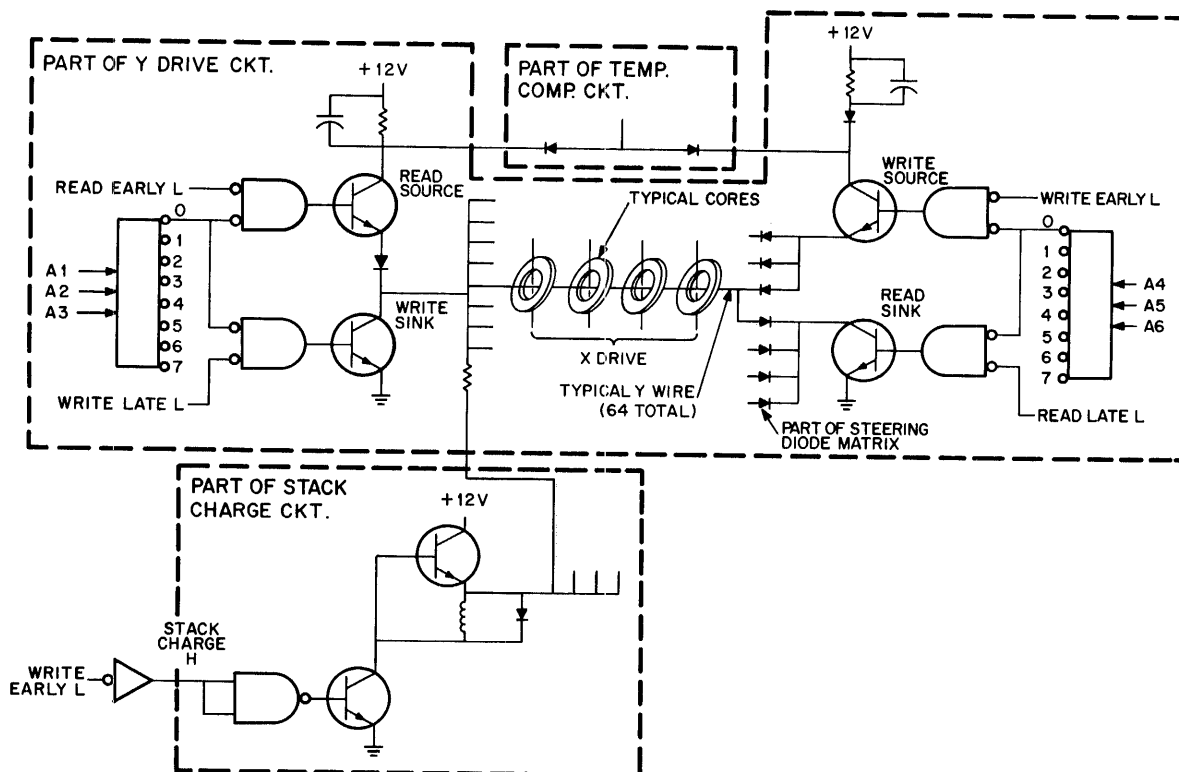 PART OF Y DRIVE CKT.
+12V
PART OF TEMP.
COMP. CKT.
+12V
READ EARLY L
READ
SOURCE
TYPICAL CORES
WRITE
SOURCE
WRITE EARLY L
0
1
2
3
4
5
6
7
A1
A2
A3
WRITE
SINK
WRITE LATE L
X DRIVE
TYPICAL Y WIRE
(64 TOTAL)
READ
SINK
0
1
2
3
4
5
6
7
A4
A5
A6
READ LATE L
PART OF STEERING
DIODE MATRIX
PART OF STACK
CHARGE CKT.
+12V
STACK
CHARGE
H
WRITE
EARLY L